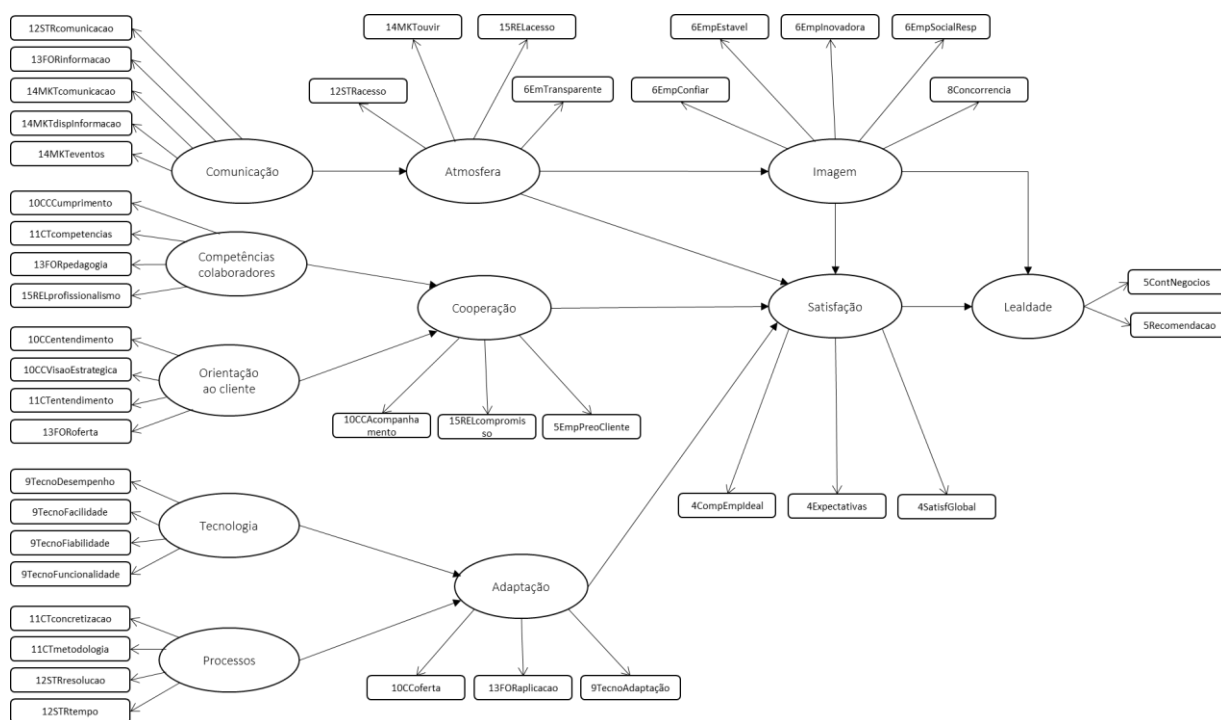 12STRcomunicacao
13FORinformacao
14MKTcomunicacao
14MKTdispInformacao
14MKTeventos
Comunicação
14MKTouvir
15RELacesso
12STRacesso
6EmTransparente
Atmosfera
6EmpEstavel
6EmpInovadora
6EmpSocialResp
6EmpConfiar
8Concorrencia
Imagem
10CCCumprimento
11CTcompetencias
13FORpedagogia
15RELprofissionalismo
Competências
colaboradores
Cooperação
Satisfação
Lealdade
5ContNegocios
5Recomendacao
10CCentendimento
10CCVisaoEstrategica
11CTentendimento
13FORoferta
Orientação
ao cliente
10CCAcompanha
mento
15RELcompromis
so
5EmpPreoCliente
4CompEmpIdeal
4Expectativas
4SatisfGlobal
9TecnoDesempenho
9TecnoFacilidade
9TecnoFiabilidade
9TecnoFuncionalidade
Tecnologia
Adaptação
11CTconcretizacao
11CTmetodologia
12STRresolucao
12STRtempo
Processos
10CCoferta
13FORaplicacao
9TecnoAdaptação